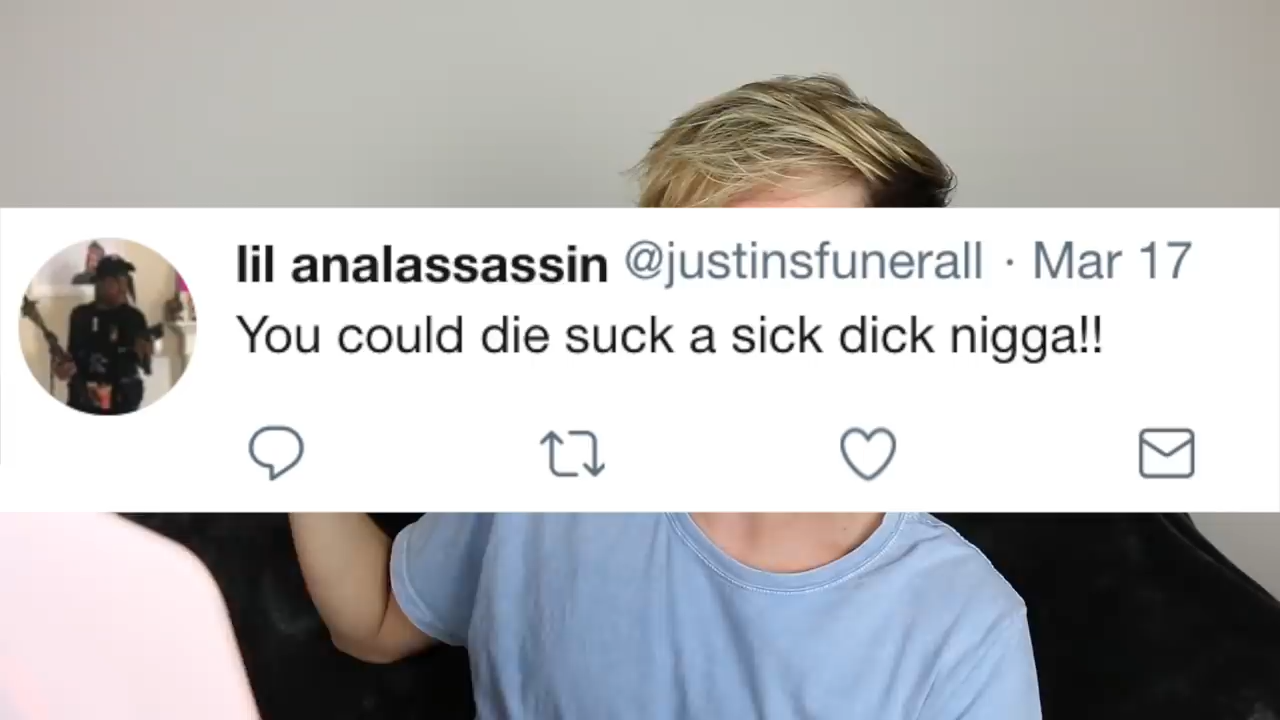 lil analassassin @justinsfunerall · Mar 17
You could die suck a sick dick nigga!!